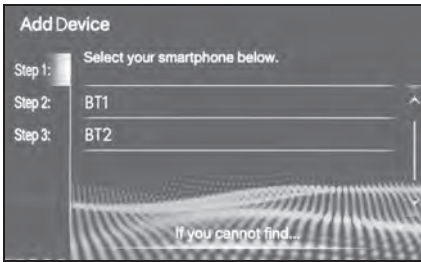 Add Device
Select your smartphone below.
Step 1:
Step 2:
BT1
Step 3:
BT2
If you cannot find...